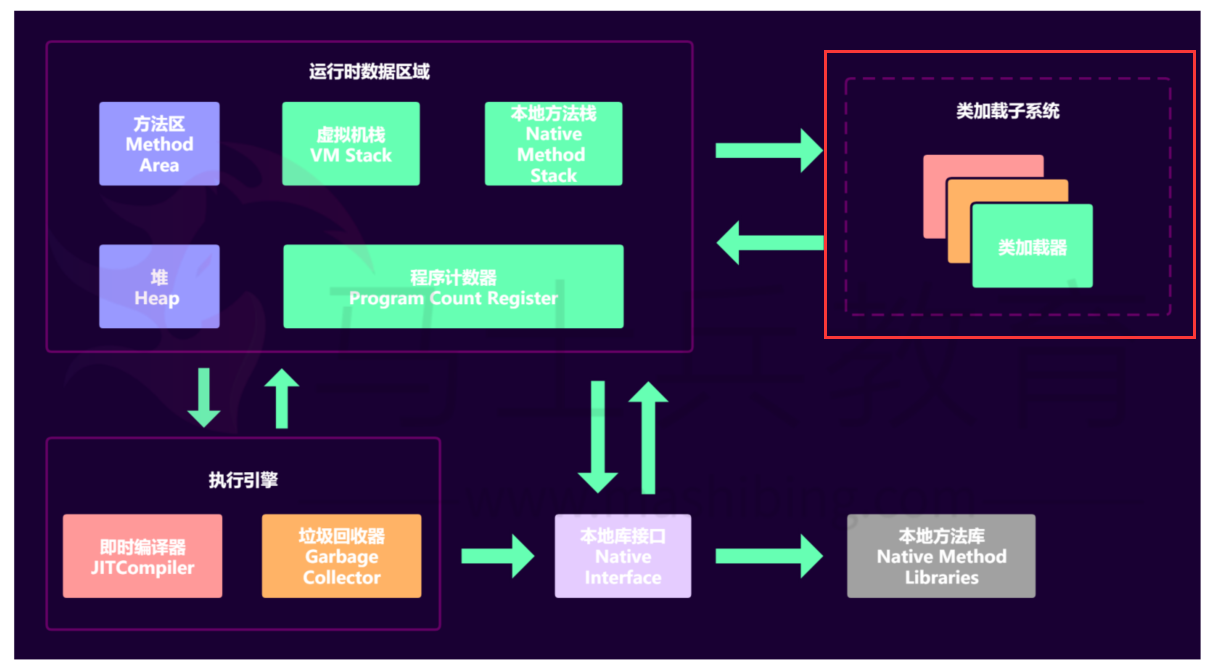 运行时数据区域
方法区
Method
Area
虚拟机栈
VM Stack
本地方法栈
Native
Method
Stack
堆
Heap
程序计数器
Program Count Register
类加载子系统
类加载器
执行引擎
即时编译器
JITCompiler
垃圾回收器
Garbage
Collector
本地库接口
Native
Interface
本地方法库
Native Method
Libraries